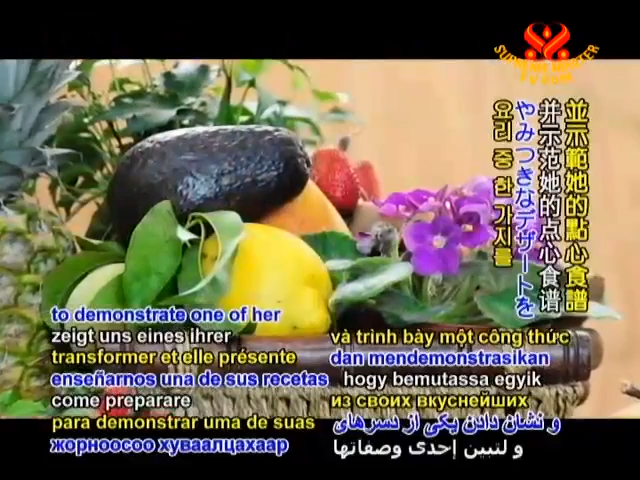 SUPREME MASTER
TV.COM
並示範她的點心食譜
并示范她的点心食谱
やみつきなデザートを
요리 중 한 가지를
to demonstrate one of her
zeigt uns eines ihrer
transformer et elle présente
enseñarnos una de sus recetas
come preparare
para demonstrar uma de suas
жорноосоо хуваалцахаар
và trình bày một công thức
dan mendemonstrasikan
hogy bemutassa egyik
из своих вкуснейших
و نشان دادن یکی از دسرهای
و لتبين إحدى وصفاتها